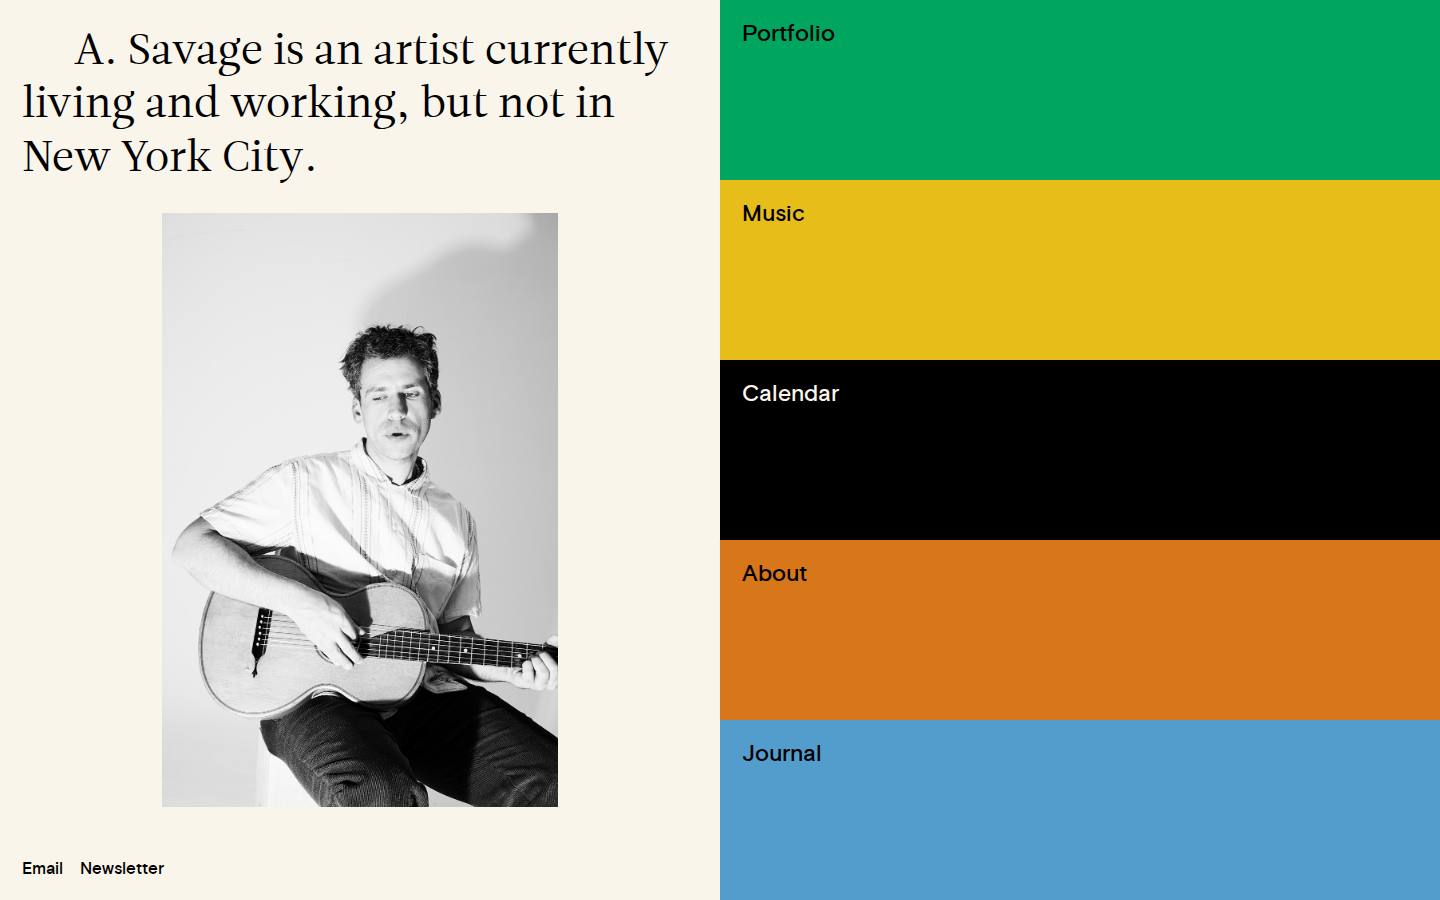 A. Savage is an artist currently
living and working, but not in
New York City.
Email Newsletter
Portfolio
Music
Calendar
About
Journal